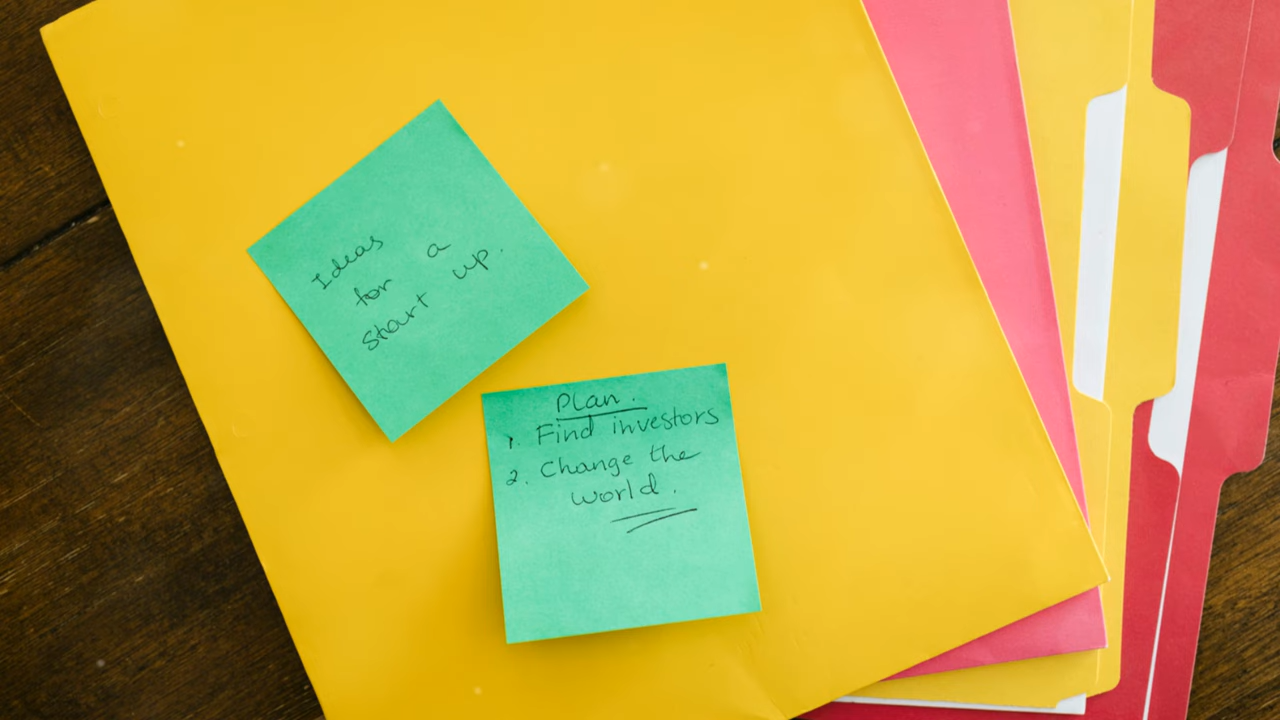 Ideas
for a
start up.
Plan.
1. Find investors
2. Change the
world.